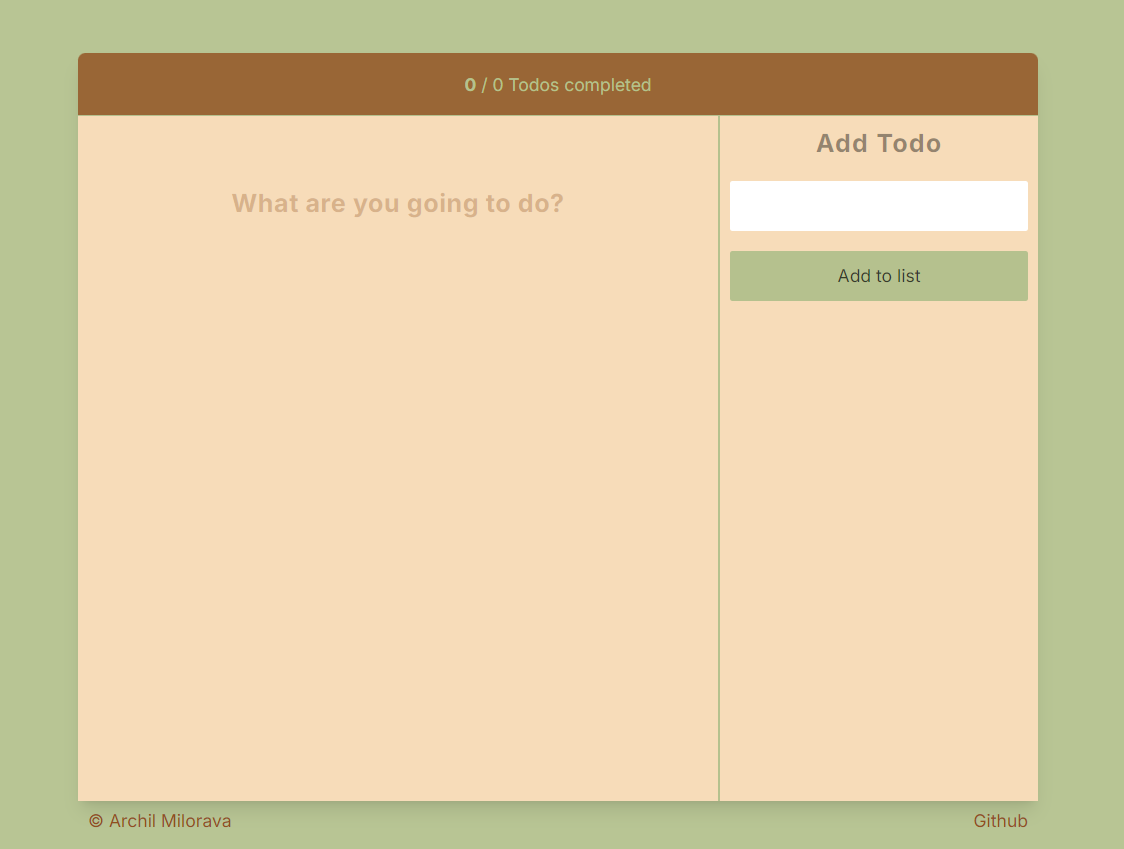 0 / 0 Todos completed
What are you going to do?
Add Todo
Add to list
© Archil Milorava
Github